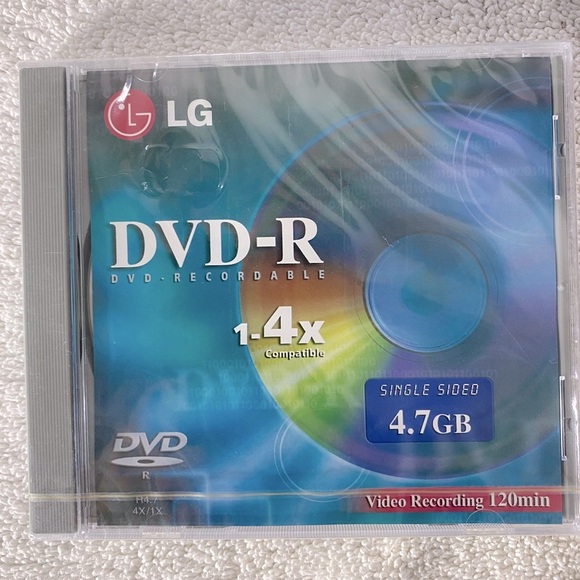 LG
DVD-R
DVD-RECORDABLE
1-4x
Compatible
SINGLE SIDED
4.7GB
DVD
R
4X/1X
Video Recording 120min